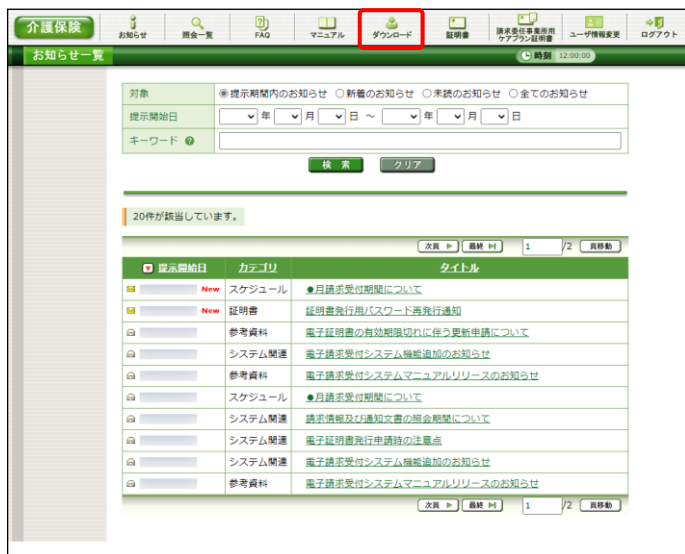 介護保険
お知らせ 照会一覧 FAQ マニュアル ダウンロード 証明書 請求委任事業所用 ケアプラン証明書 ユーザ情報変更 ログアウト
お知らせ一覧 時刻 12:00:00
対象 提示期間内のお知らせ 新着のお知らせ 未読のお知らせ 全てのお知らせ
提示開始日 年 月 日 ～ 年 月 日
キーワード ?
検 索 クリア
20件が該当しています。
次頁 最終 1 /2 頁移動
提示開始日 カテゴリ タイトル
New スケジュール ●月請求受付期間について
New 証明書 証明書発行用パスワード再発行通知
参考資料 電子証明書の有効期限切れに伴う更新申請について
システム関連 電子請求受付システム機能追加のお知らせ
参考資料 電子請求受付システムマニュアルリリースのお知らせ
スケジュール ●月請求受付期間について
システム関連 請求情報及び通知文書の照会期間について
システム関連 電子証明書発行申請時の注意点
システム関連 電子請求受付システム機能追加のお知らせ
参考資料 電子請求受付システムマニュアルリリースのお知らせ
次頁 最終 1 /2 頁移動